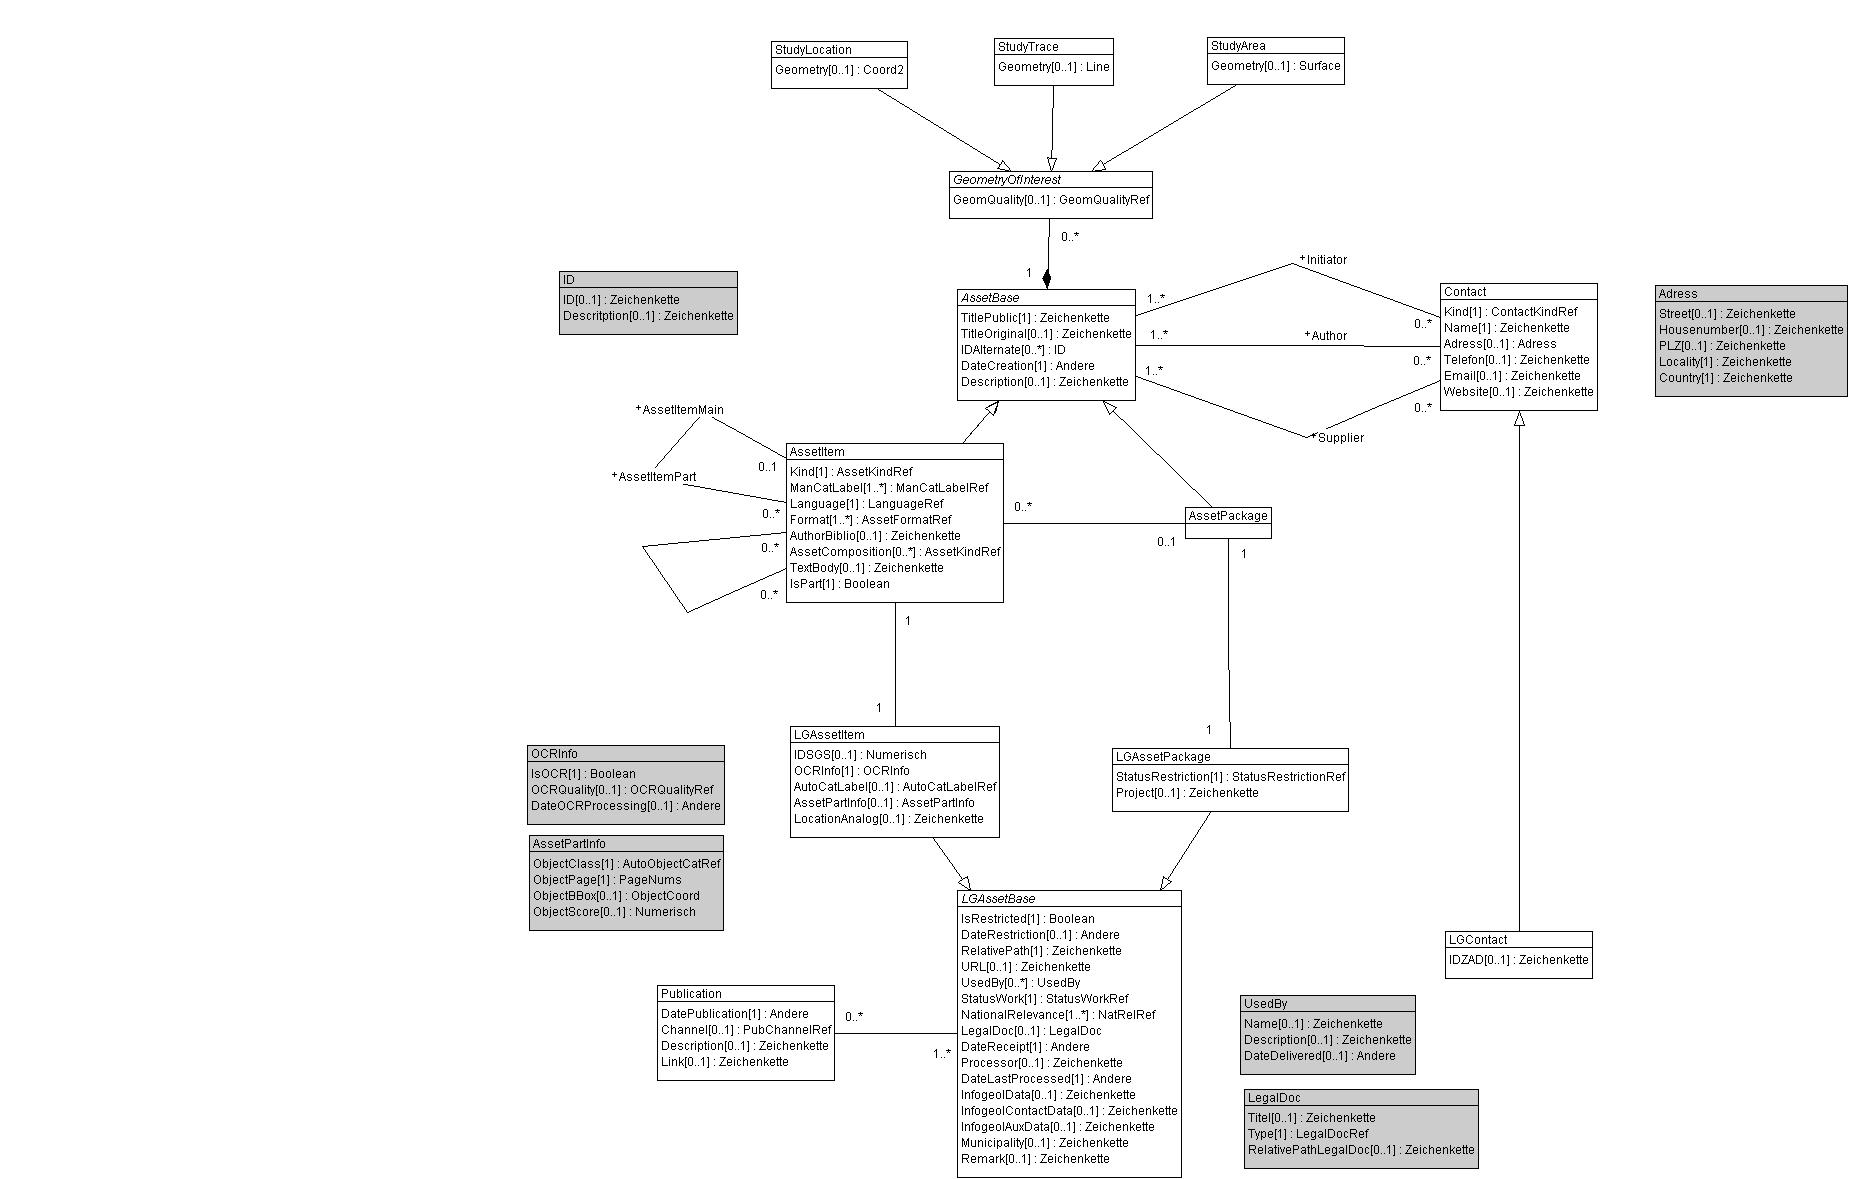 StudyLocation
Geometry[0..1] : Coord2
StudyTrace
Geometry[0..1] : Line
StudyArea
Geometry[0..1] : Surface
GeometryOfInterest
GeomQuality[0..1] : GeomQualityRef
0..*
1
ID
ID[0..1] : Zeichenkette
Descritption[0..1] : Zeichenkette
AssetBase
TitlePublic[1] : Zeichenkette
TitleOriginal[0..1] : Zeichenkette
IDAlternate[0..*] : ID
DateCreation[1] : Andere
Description[0..1] : Zeichenkette
1..*
+Initiator
0..*
1..*
+Author
0..*
1..*
+Supplier
0..*
Contact
Kind[1] : ContactKindRef
Name[1] : Zeichenkette
Adress[0..1] : Adress
Telefon[0..1] : Zeichenkette
Email[0..1] : Zeichenkette
Website[0..1] : Zeichenkette
Adress
Street[0..1] : Zeichenkette
Housenumber[0..1] : Zeichenkette
PLZ[0..1] : Zeichenkette
Locality[1] : Zeichenkette
Country[1] : Zeichenkette
+AssetItemMain
0..1
+AssetItemPart
0..*
0..*
0..*
AssetItem
Kind[1] : AssetKindRef
ManCatLabel[1..*] : ManCatLabelRef
Language[1] : LanguageRef
Format[1..*] : AssetFormatRef
AuthorBiblio[0..1] : Zeichenkette
AssetComposition[0..*] : AssetKindRef
TextBody[0..1] : Zeichenkette
IsPart[1] : Boolean
0..*
0..1
AssetPackage
1
1
1
1
OCRInfo
IsOCR[1] : Boolean
OCRQuality[0..1] : OCRQualityRef
DateOCRProcessing[0..1] : Andere
AssetPartInfo
ObjectClass[1] : AutoObjectCatRef
ObjectPage[1] : PageNums
ObjectBBox[0..1] : ObjectCoord
ObjectScore[0..1] : Numerisch
LGAssetItem
IDSGS[0..1] : Numerisch
OCRInfo[1] : OCRInfo
AutoCatLabel[0..1] : AutoCatLabelRef
AssetPartInfo[0..1] : AssetPartInfo
LocationAnalog[0..1] : Zeichenkette
LGAssetPackage
StatusRestriction[1] : StatusRestrictionRef
Project[0..1] : Zeichenkette
LGAssetBase
IsRestricted[1] : Boolean
DateRestriction[0..1] : Andere
RelativePath[1] : Zeichenkette
URL[0..1] : Zeichenkette
UsedBy[0..*] : UsedBy
StatusWork[1] : StatusWorkRef
NationalRelevance[1..*] : NatRelRef
LegalDoc[0..1] : LegalDoc
DateReceipt[1] : Andere
Processor[0..1] : Zeichenkette
DateLastProcessed[1] : Andere
InfogeolData[0..1] : Zeichenkette
InfogeolContactData[0..1] : Zeichenkette
InfogeolAuxData[0..1] : Zeichenkette
Municipality[0..1] : Zeichenkette
Remark[0..1] : Zeichenkette
Publication
DatePublication[1] : Andere
Channel[0..1] : PubChannelRef
Description[0..1] : Zeichenkette
Link[0..1] : Zeichenkette
0..*
1..*
LGContact
IDZAD[0..1] : Zeichenkette
UsedBy
Name[0..1] : Zeichenkette
Description[0..1] : Zeichenkette
DateDelivered[0..1] : Andere
LegalDoc
Titel[0..1] : Zeichenkette
Type[1] : LegalDocRef
RelativePathLegalDoc[0..1] : Zeichenkette